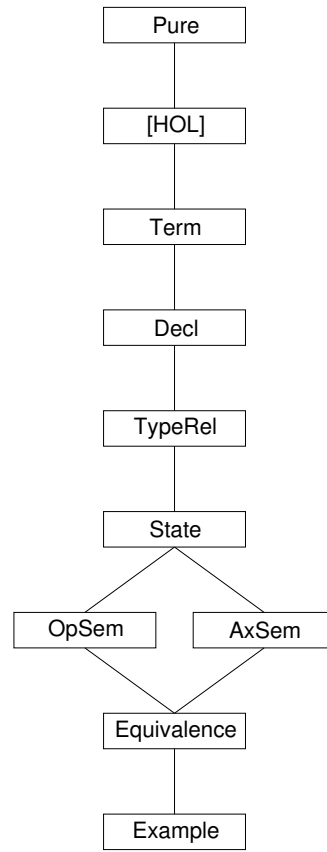 Pure
[HOL]
Term
Decl
TypeRel
State
OpSem
AxSem
Equivalence
Example